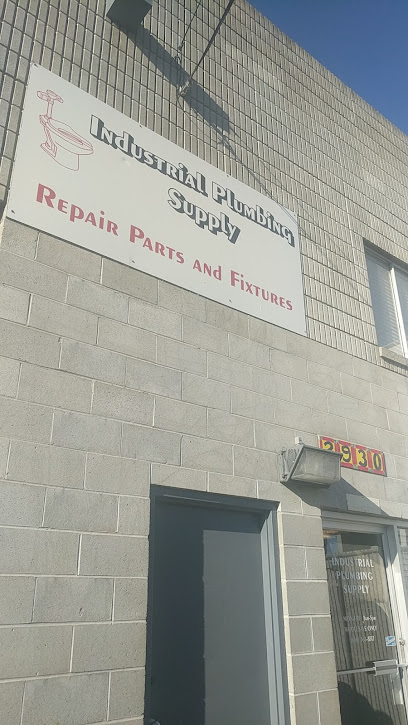 Industrial Plumbing
Supply
Repair Parts and Fixtures
2930
INDUSTRIAL
PLUMBING
SUPPLY